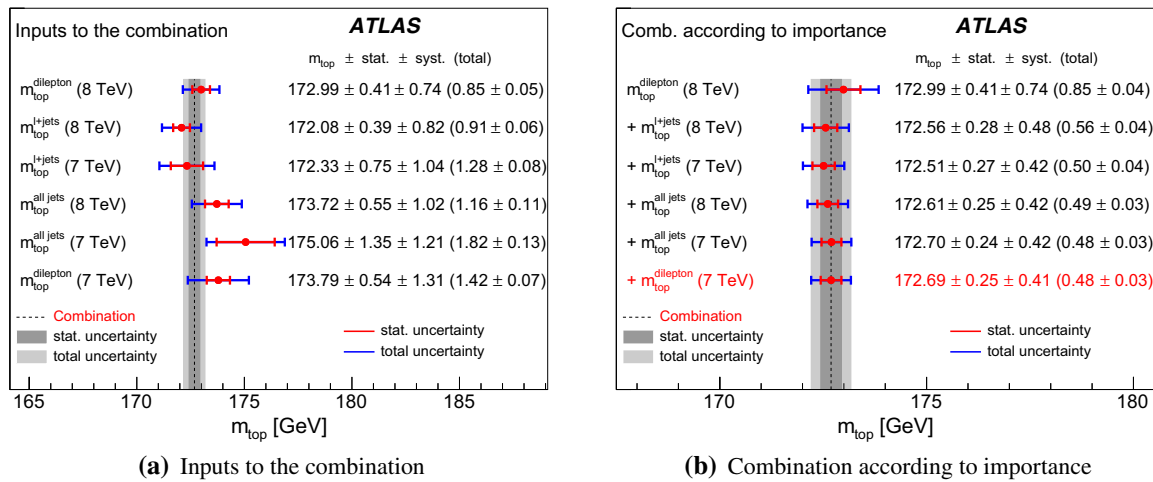 Inputs to the combination ATLAS
m_top ± stat. ± syst. (total)
m_top^dilepton (8 TeV) 172.99 ± 0.41 ± 0.74 (0.85 ± 0.05)
m_top^l+jets (8 TeV) 172.08 ± 0.39 ± 0.82 (0.91 ± 0.06)
m_top^l+jets (7 TeV) 172.33 ± 0.75 ± 1.04 (1.28 ± 0.08)
m_top^all jets (8 TeV) 173.72 ± 0.55 ± 1.02 (1.16 ± 0.11)
m_top^all jets (7 TeV) 175.06 ± 1.35 ± 1.21 (1.82 ± 0.13)
m_top^dilepton (7 TeV) 173.79 ± 0.54 ± 1.31 (1.42 ± 0.07)
Combination
stat. uncertainty stat. uncertainty
total uncertainty total uncertainty
165 170 175 180 185
m_top [GeV]
(a) Inputs to the combination
Comb. according to importance ATLAS
m_top ± stat. ± syst. (total)
m_top^dilepton (8 TeV) 172.99 ± 0.41 ± 0.74 (0.85 ± 0.04)
+ m_top^l+jets (8 TeV) 172.56 ± 0.28 ± 0.48 (0.56 ± 0.04)
+ m_top^l+jets (7 TeV) 172.51 ± 0.27 ± 0.42 (0.50 ± 0.04)
+ m_top^all jets (8 TeV) 172.61 ± 0.25 ± 0.42 (0.49 ± 0.03)
+ m_top^all jets (7 TeV) 172.70 ± 0.24 ± 0.42 (0.48 ± 0.03)
+ m_top^dilepton (7 TeV) 172.69 ± 0.25 ± 0.41 (0.48 ± 0.03)
Combination
stat. uncertainty stat. uncertainty
total uncertainty total uncertainty
170 175 180
m_top [GeV]
(b) Combination according to importance